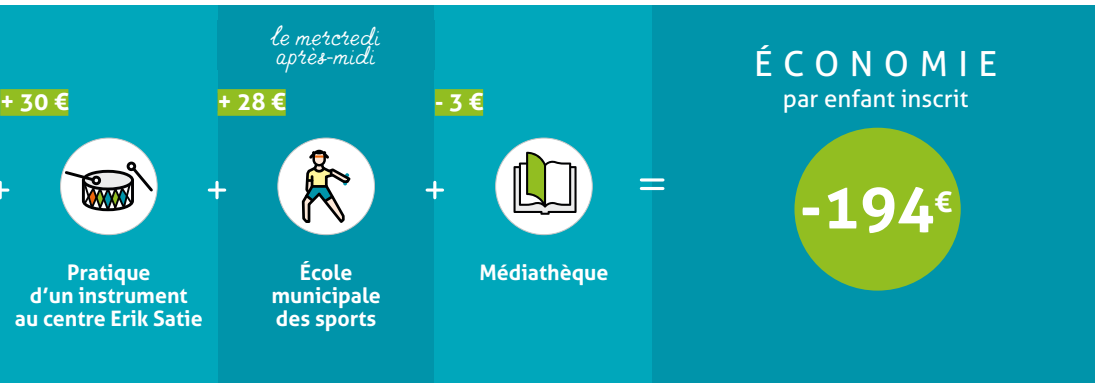 le mercredi
après-midi
+ 30 €
+ 28 €
- 3 €
+
+
+
=
Pratique
d'un instrument
au centre Erik Satie
École
municipale
des sports
Médiathèque
ÉCONOMIE
par enfant inscrit
-194€